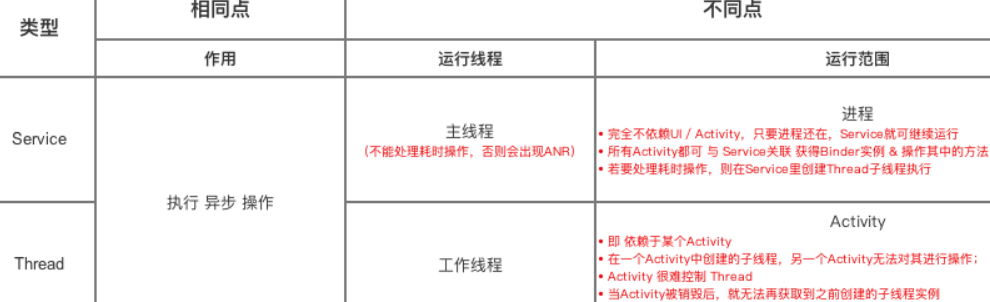 类型
相同点
不同点
作用
运行线程
运行范围
Service
执行 异步 操作
主线程
(不能处理耗时操作，否则会出现ANR)
进程
• 完全不依赖UI / Activity，只要进程还在，Service就可继续运行
• 所有Activity都可 与 Service关联 获得Binder实例 & 操作其中的方法
• 若要处理耗时操作，则在Service里创建Thread子线程执行
Thread
工作线程
Activity
• 即 依赖于某个Activity
• 在一个Activity中创建的子线程，另一个Activity无法对其进行操作；
• Activity 很难控制 Thread
• 当Activity被销毁后，就无法再获取到之前创建的子线程实例